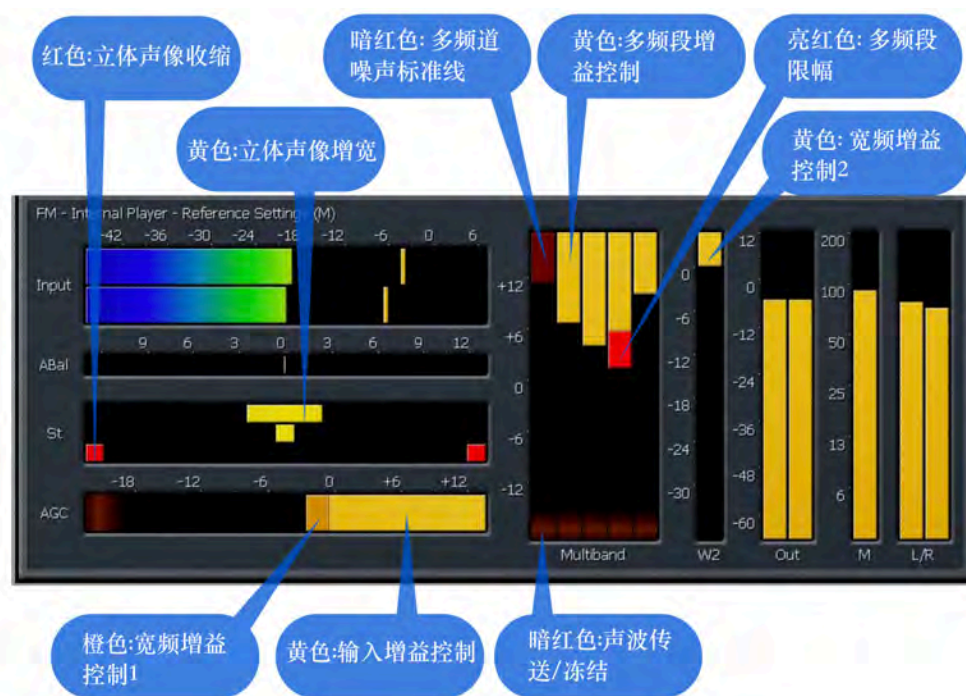 红色:立体声像收缩
暗红色: 多频道
噪声标准线
黄色:多频段增
益控制
亮红色: 多频段
限幅
黄色:立体声像增宽
黄色: 宽频增益
控制2
FM - Internal Player - Reference Settings (M)
-42 -36 -30 -24 -18 -12 -6 0 6
Input
9 6 3 0 3 6 9 12
ABal
St
-18 -12 -6 0 +6 +12
AGC
+12
+6
0
-6
-12
Multiband
0
-6
-12
-18
-24
-30
W2
12
0
-12
-24
-36
-48
-60
Out
200
100
50
25
13
6
M
L/R
橙色:宽频增益
控制1
黄色:输入增益控制
暗红色:声波传
送/冻结